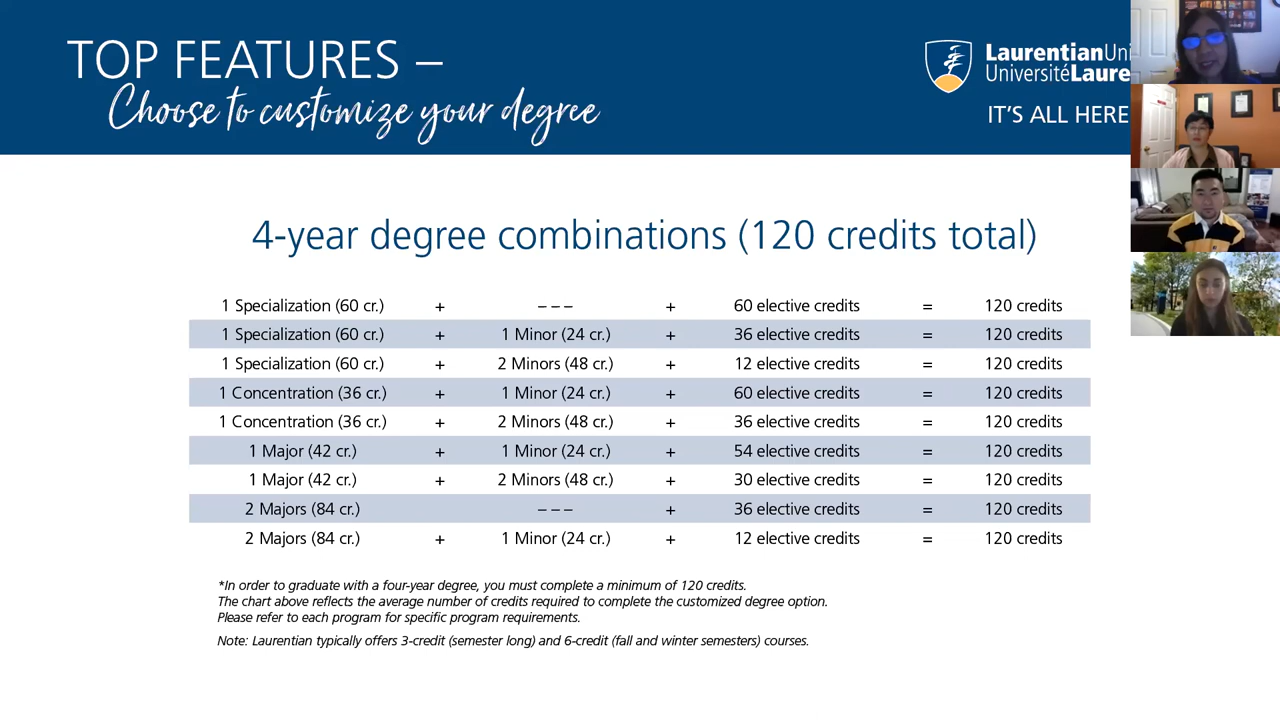 TOP FEATURES –
Choose to customize your degree
LaurentianUni
UniversitéLaure
IT'S ALL HERE
4-year degree combinations (120 credits total)
1 Specialization (60 cr.) + – – – + 60 elective credits = 120 credits
1 Specialization (60 cr.) + 1 Minor (24 cr.) + 36 elective credits = 120 credits
1 Specialization (60 cr.) + 2 Minors (48 cr.) + 12 elective credits = 120 credits
1 Concentration (36 cr.) + 1 Minor (24 cr.) + 60 elective credits = 120 credits
1 Concentration (36 cr.) + 2 Minors (48 cr.) + 36 elective credits = 120 credits
1 Major (42 cr.) + 1 Minor (24 cr.) + 54 elective credits = 120 credits
1 Major (42 cr.) + 2 Minors (48 cr.) + 30 elective credits = 120 credits
2 Majors (84 cr.) – – – + 36 elective credits = 120 credits
2 Majors (84 cr.) + 1 Minor (24 cr.) + 12 elective credits = 120 credits
*In order to graduate with a four-year degree, you must complete a minimum of 120 credits.
The chart above reflects the average number of credits required to complete the customized degree option.
Please refer to each program for specific program requirements.
Note: Laurentian typically offers 3-credit (semester long) and 6-credit (fall and winter semesters) courses.